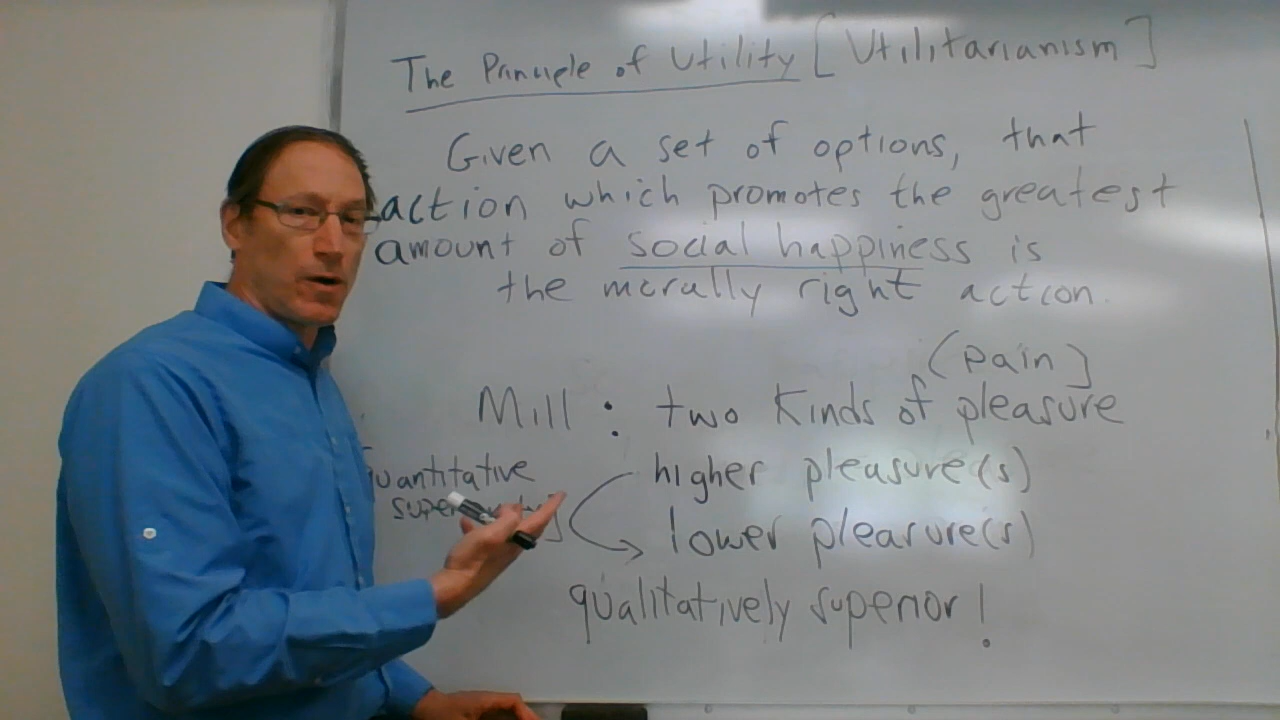 The Principle of Utility [Utilitarianism]
Given a set of options, that
action which promotes the greatest
amount of social happiness is
the morally right action.
(pain]
Mill : two kinds of pleasure
quantitative higher pleasure(s)
lower pleasure(s)
qualitatively superior!